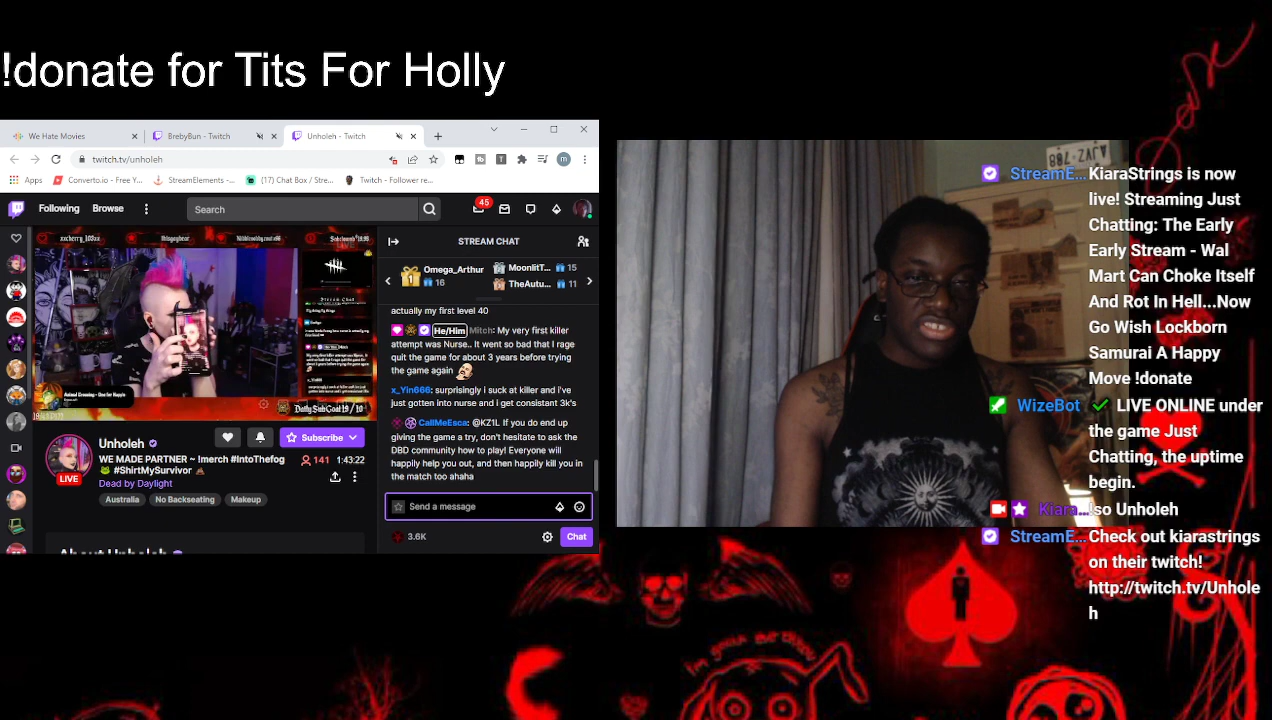 !donate for Tits For Holly
We Hate Movies
BrebyBun - Twitch
Unholeh - Twitch
twitch.tv/unholeh
Apps
Converto.io - Free Y...
StreamElements -...
(17) Chat Box / Stre...
Twitch - Follower re...
Following
Browse
Search
45
STREAM CHAT
Omega_Arthur
16
MoonlitT...
15
TheAutu...
11
actually my first level 40
He/Him Mitch: My very first killer
attempt was Nurse.. It went so bad that I rage
quit the game for about 3 years before trying
the game again
x_Yin666: surprisingly i suck at killer and i've
just gotten into nurse and i get consistant 3k's
CallMeEsca: @KZ1L If you do end up
giving the game a try, don't hesitate to ask the
DBD community how to play! Everyone will
happily help you out, and then happily kill you in
the match too ahaha
Send a message
3.6K
Chat
Unholeh
Subscribe
LIVE
WE MADE PARTNER ~ !merch #IntoThefog
#ShirtMySurvivor
Dead by Daylight
141
1:43:22
Australia
No Backseating
Makeup
About Unholeh
StreamE...
KiaraStrings is now
live! Streaming Just
Chatting: The Early
Early Stream - Wal
Mart Can Choke Itself
And Rot In Hell...Now
Go Wish Lockborn
Samurai A Happy
Move !donate
WizeBot
LIVE ONLINE under
the game Just
Chatting, the uptime
begin.
Kiara...
!so Unholeh
StreamE...
Check out kiarastrings
on their twitch!
http://twitch.tv/Unhole
h